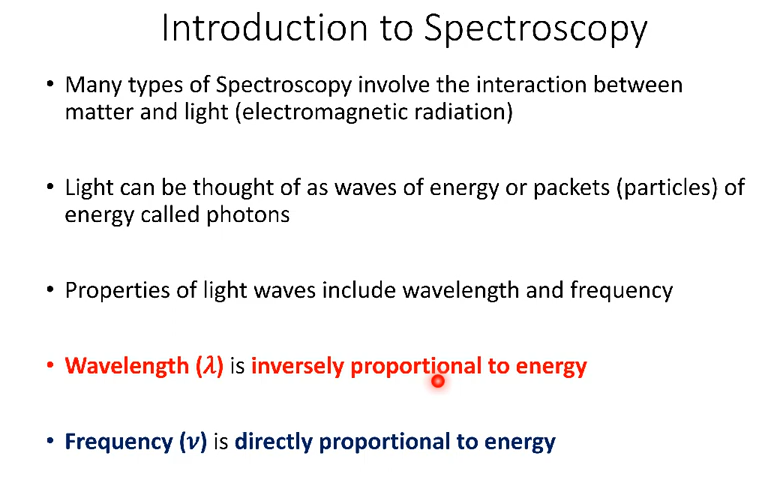 Introduction to Spectroscopy
• Many types of Spectroscopy involve the interaction between
matter and light (electromagnetic radiation)
• Light can be thought of as waves of energy or packets (particles) of
energy called photons
• Properties of light waves include wavelength and frequency
• Wavelength (λ) is inversely proportional to energy
• Frequency (ν) is directly proportional to energy